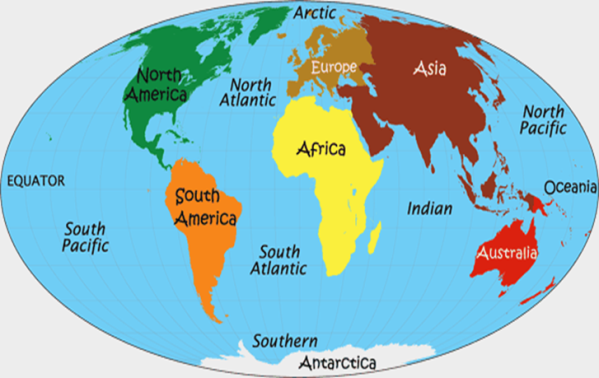 Arctic
North
America
Europe
Asia
North
Atlantic
North
Pacific
Africa
EQUATOR
Oceania
South
America
Indian
South
Pacific
South
Atlantic
Australia
Southern
Antarctica